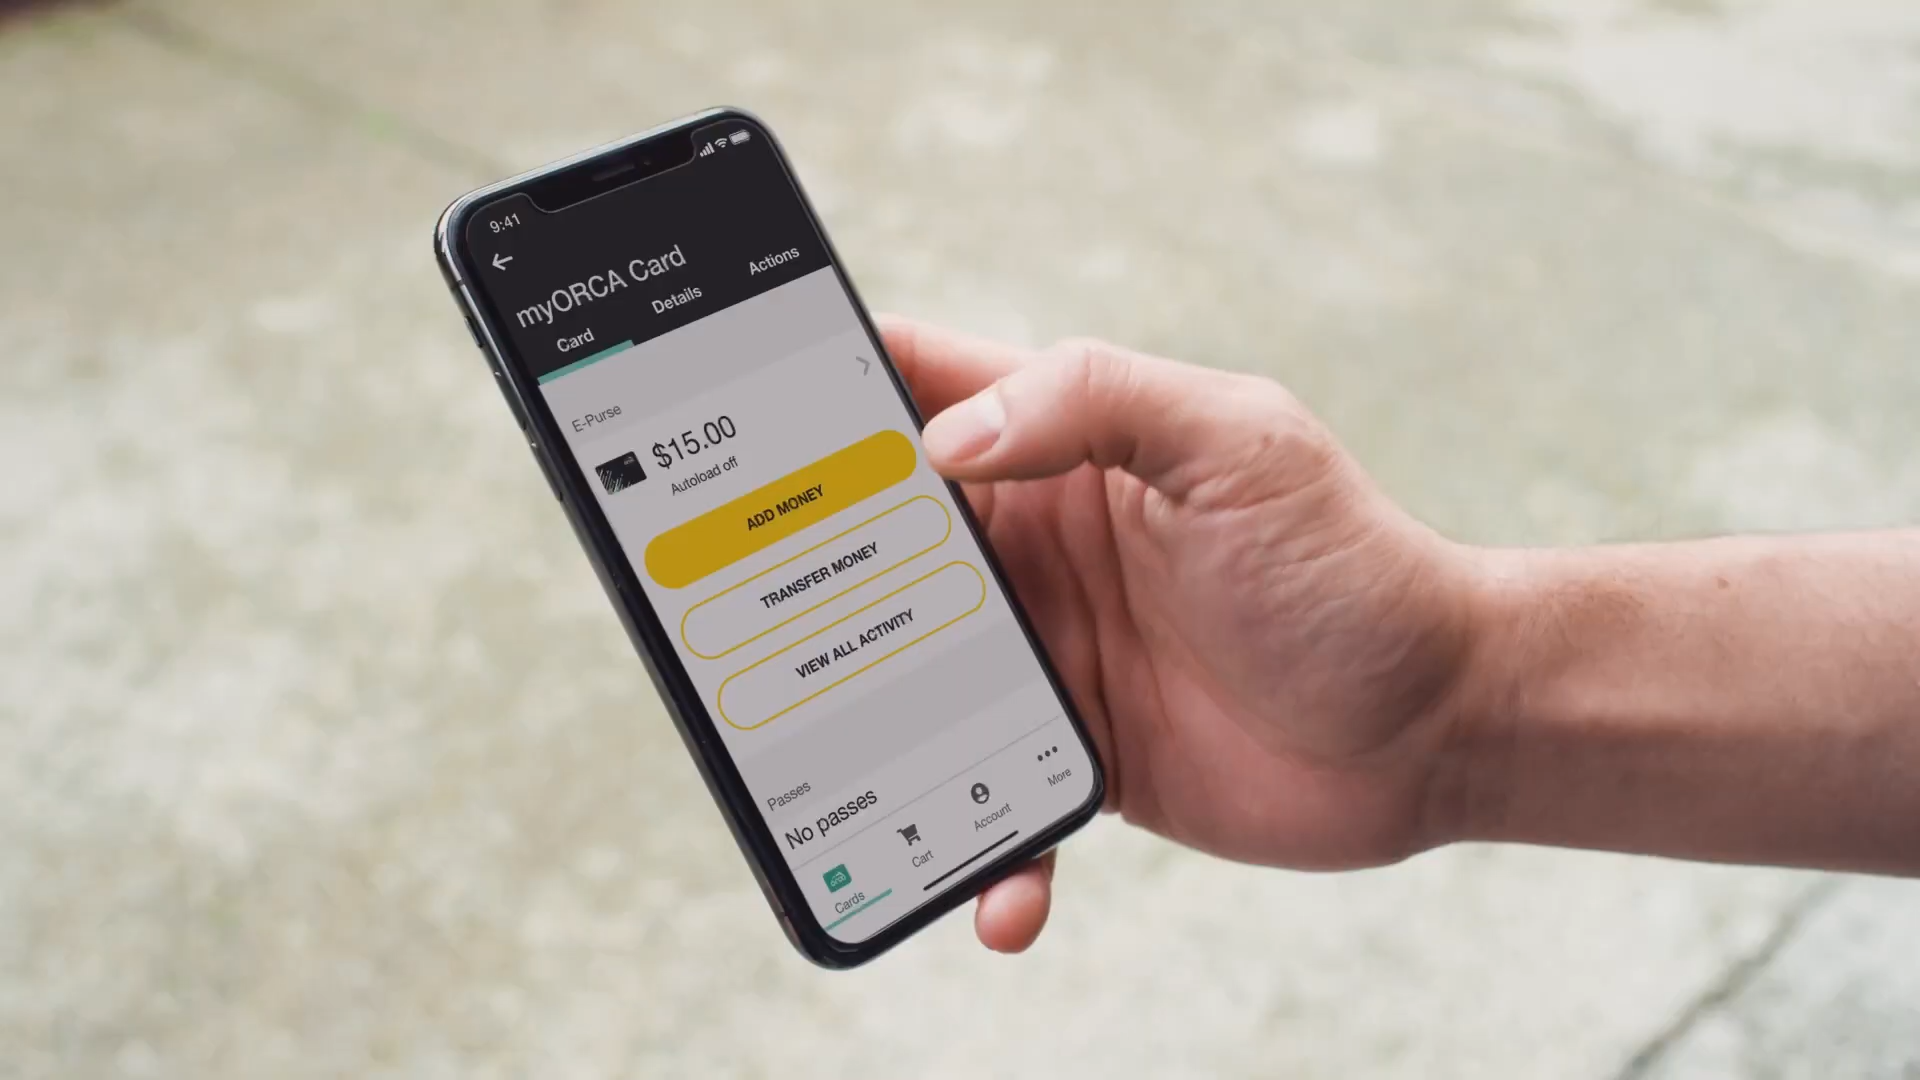 9:41
myORCA Card
Card Details Actions
E-Purse
$15.00
Autoload off
ADD MONEY
TRANSFER MONEY
VIEW ALL ACTIVITY
Passes
No passes
Cards Cart Account More